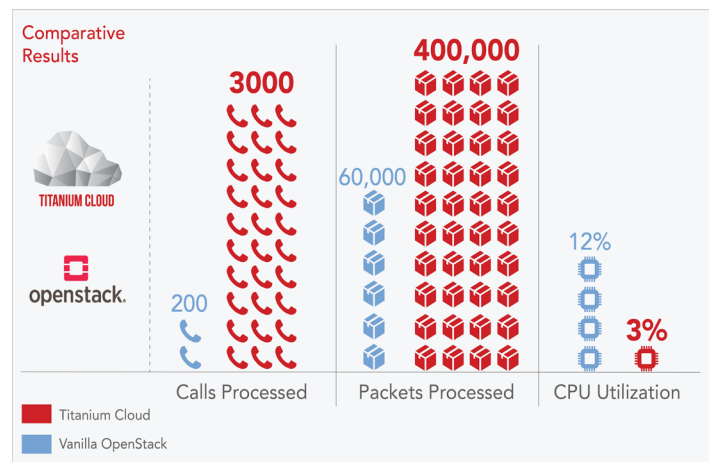 Comparative
Results
3000
400,000
60,000
TITANIUM CLOUD
12%
openstack.
200
3%
Calls Processed
Packets Processed
CPU Utilization
Titanium Cloud
Vanilla OpenStack